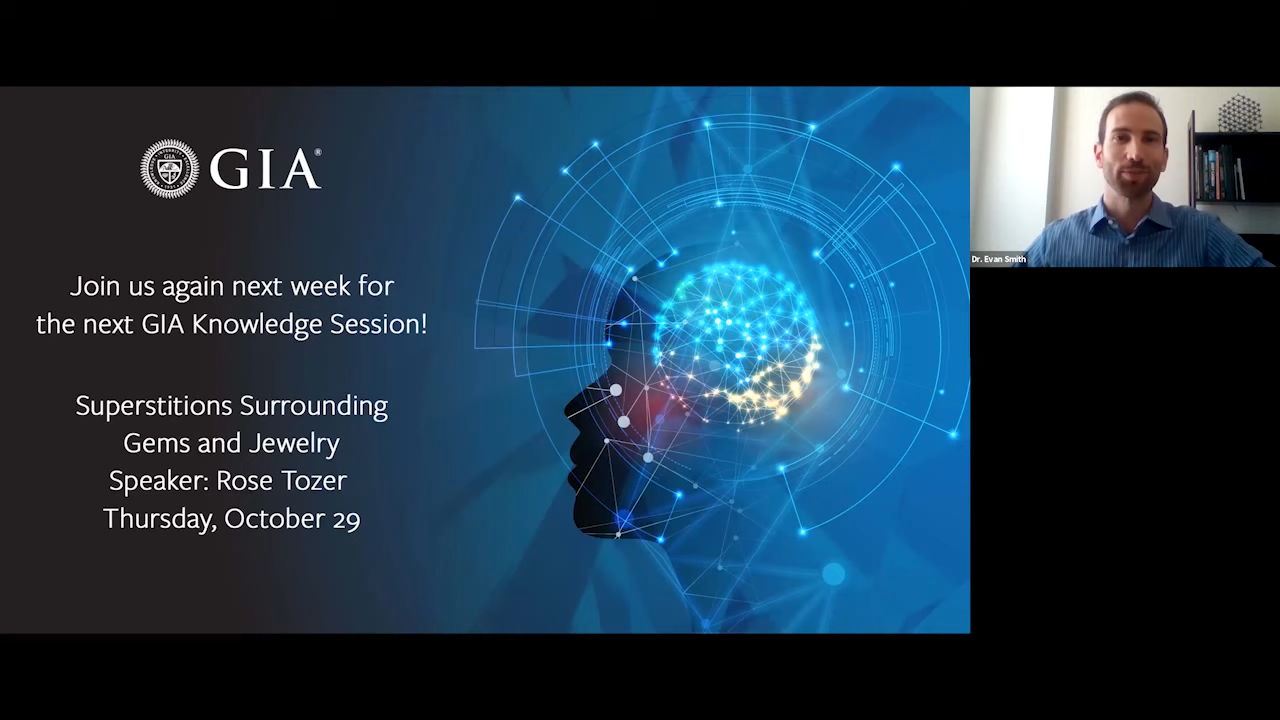 GIA®
Join us again next week for
the next GIA Knowledge Session!
Superstitions Surrounding
Gems and Jewelry
Speaker: Rose Tozer
Thursday, October 29
Dr. Evan Smith